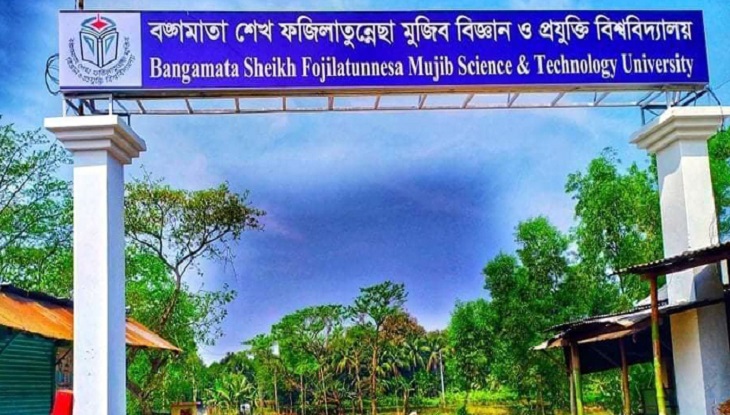 বঙ্গমাতা শেখ ফজিলাতুন্নেছা মুজিব বিজ্ঞান ও প্রযুক্তি বিশ্ববিদ্যালয়
Bangamata Sheikh Fojilatunnesa Mujib Science & Technology University